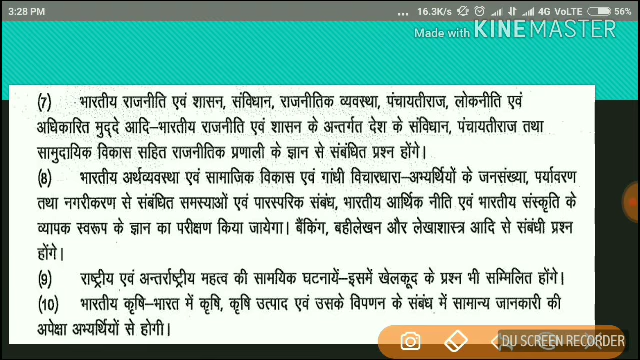 3:28 PM ... 16.3K/s 4G VoLTE 56%
Made with KINEMASTER
(7) भारतीय राजनीति एवं शासन, संविधान, राजनीतिक व्यवस्था, पंचायतीराज, लोकनीति एवं
अधिकारित मुद्दे आदि–भारतीय राजनीति एवं शासन के अन्तर्गत देश के संविधान, पंचायतीराज तथा
सामुदायिक विकास सहित राजनीतिक प्रणाली के ज्ञान से संबंधित प्रश्न होंगे।
(8) भारतीय अर्थव्यवस्था एवं सामाजिक विकास एवं गांधी विचारधारा–अभ्यर्थियों के जनसंख्या, पर्यावरण
तथा नगरीकरण से संबंधित समस्याओं एवं पारस्परिक संबंध, भारतीय आर्थिक नीति एवं भारतीय संस्कृति के
व्यापक स्वरूप के ज्ञान का परीक्षण किया जायेगा। बैंकिंग, बहीलेखन और लेखाशास्त्र आदि से संबंधी प्रश्न
होंगे।
(9) राष्ट्रीय एवं अन्तर्राष्ट्रीय महत्व की सामयिक घटनायें–इसमें खेलकूद के प्रश्न भी सम्मिलित होंगे।
(10) भारतीय कृषि–भारत में कृषि, कृषि उत्पाद एवं उसके विपणन के संबंध में सामान्य जानकारी की
अपेक्षा अभ्यर्थियों से होगी।
DU SCREEN RECORDER